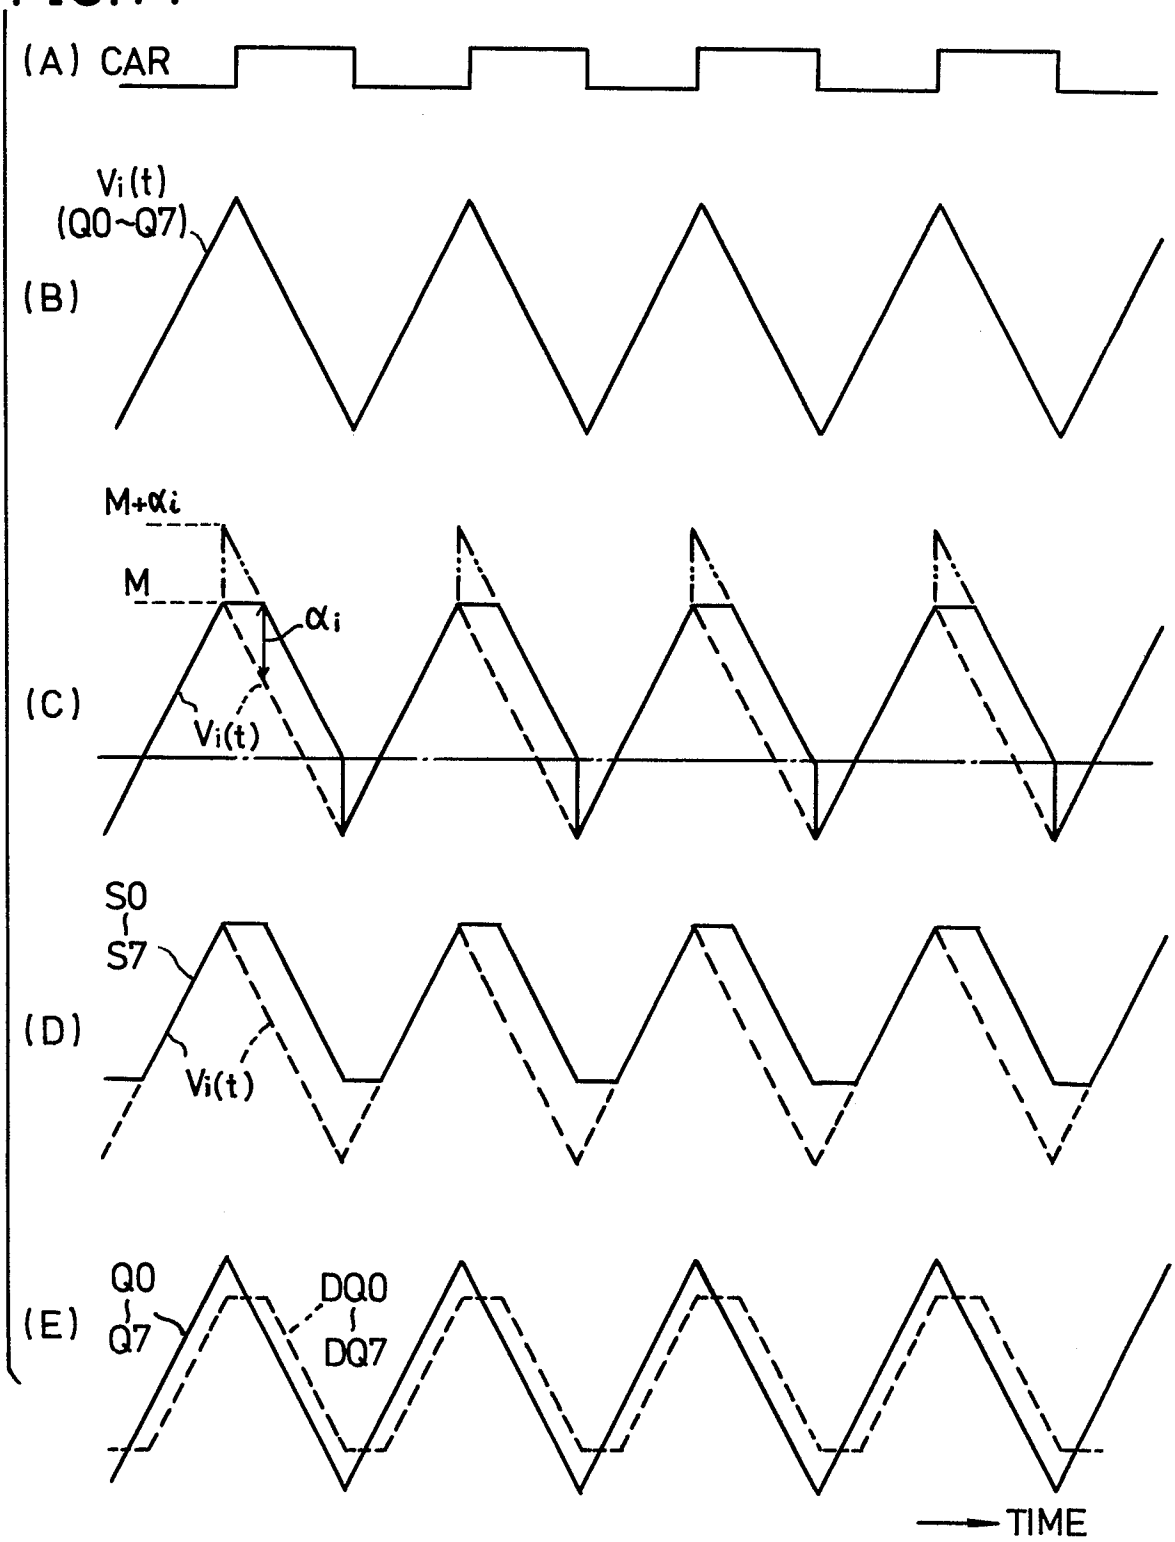 (A) CAR
Vi(t)
(Q0~Q7)
(B)
M+αi
M
αi
(C)
Vi(t)
S0
~
S7
(D)
Vi(t)
Q0
~
Q7
DQ0
~
DQ7
(E)
TIME